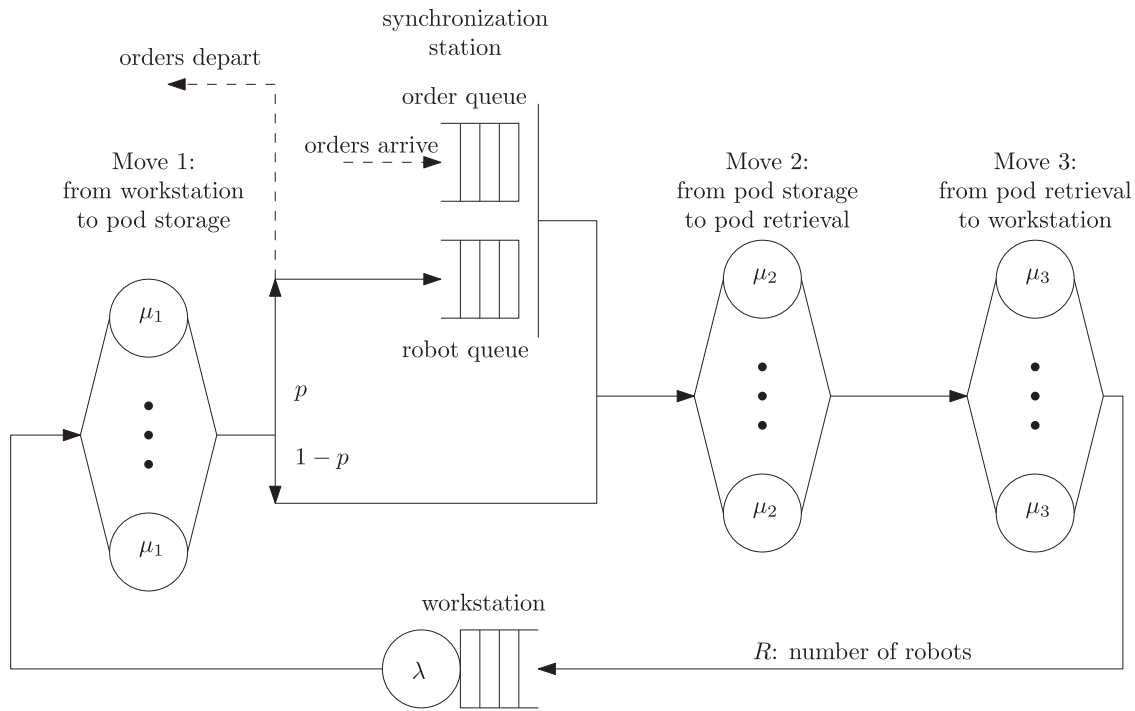 synchronization
station
orders depart
order queue
orders arrive
Move 1:
from workstation
to pod storage
Move 2:
from pod storage
to pod retrieval
Move 3:
from pod retrieval
to workstation
μ₁
μ₂
μ₃
robot queue
p
1 − p
μ₁
μ₂
μ₃
workstation
λ
R: number of robots